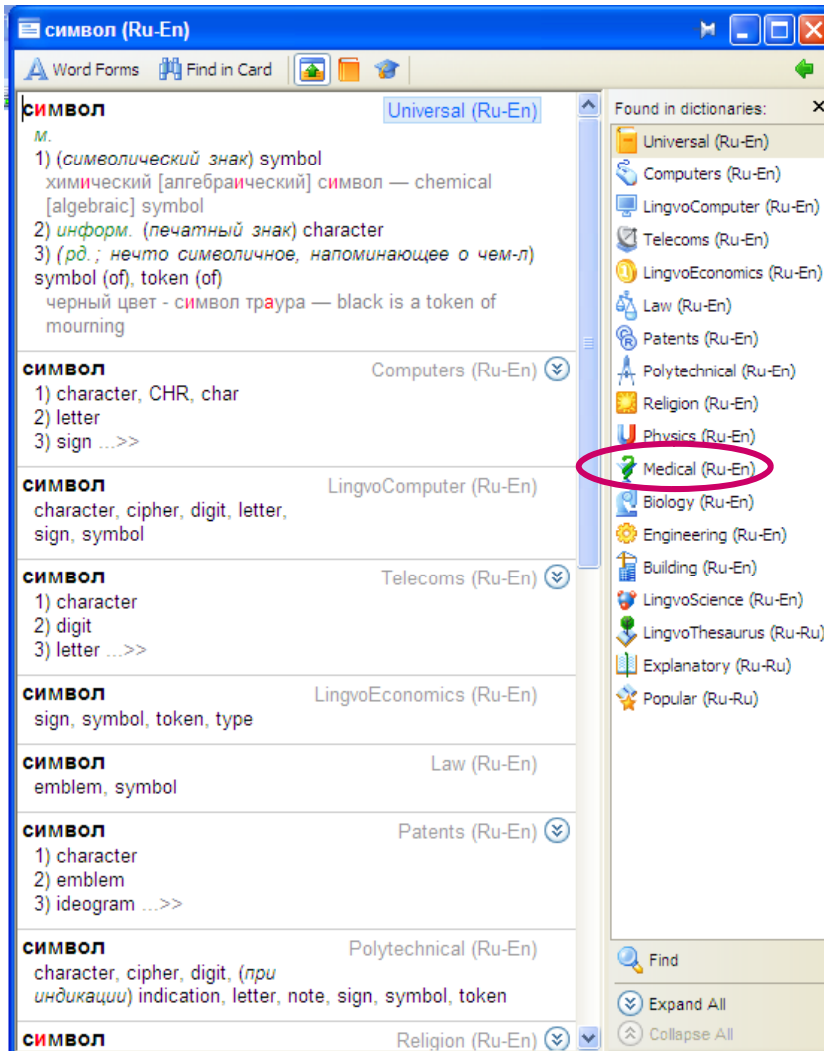 символ (Ru-En)
Word Forms Find in Card
символ Universal (Ru-En)
м.
1) (символический знак) symbol
химический [алгебраический] символ — chemical
[algebraic] symbol
2) информ. (печатный знак) character
3) (рд.; нечто символичное, напоминающее о чем-л)
symbol (of), token (of)
черный цвет - символ траура — black is a token of
mourning
символ Computers (Ru-En)
1) character, CHR, char
2) letter
3) sign ...>>
символ LingvoComputer (Ru-En)
character, cipher, digit, letter,
sign, symbol
символ Telecoms (Ru-En)
1) character
2) digit
3) letter ...>>
символ LingvoEconomics (Ru-En)
sign, symbol, token, type
символ Law (Ru-En)
emblem, symbol
символ Patents (Ru-En)
1) character
2) emblem
3) ideogram ...>>
символ Polytechnical (Ru-En)
character, cipher, digit, (при
индикации) indication, letter, note, sign, symbol, token
символ Religion (Ru-En)
Found in dictionaries:
Universal (Ru-En)
Computers (Ru-En)
LingvoComputer (Ru-En)
Telecoms (Ru-En)
LingvoEconomics (Ru-En)
Law (Ru-En)
Patents (Ru-En)
Polytechnical (Ru-En)
Religion (Ru-En)
Physics (Ru-En)
Medical (Ru-En)
Biology (Ru-En)
Engineering (Ru-En)
Building (Ru-En)
LingvoScience (Ru-En)
LingvoThesaurus (Ru-Ru)
Explanatory (Ru-Ru)
Popular (Ru-Ru)
Find
Expand All
Collapse All